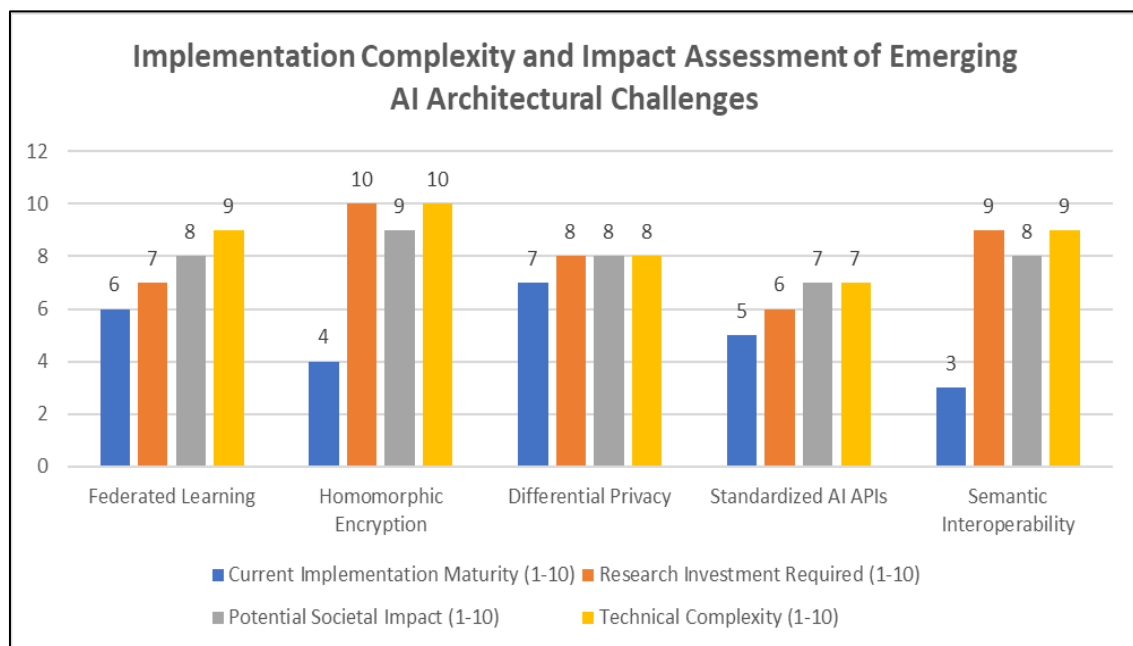 Implementation Complexity and Impact Assessment of Emerging
AI Architectural Challenges
12
10
8
6
4
2
0
6 7 8 9
4 10 9 10
7 8 8 8
5 6 7 7
3 9 8 9
Federated Learning
Homomorphic
Encryption
Differential Privacy
Standardized AI APIs
Semantic
Interoperability
Current Implementation Maturity (1-10)
Research Investment Required (1-10)
Potential Societal Impact (1-10)
Technical Complexity (1-10)